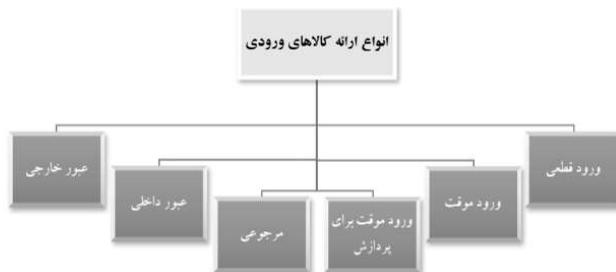 انواع ارائه کالاهای ورودی
ورود قطعی
ورود موقت
ورود موقت برای
پردازش
مرجوعی
عبور داخلی
عبور خارجی